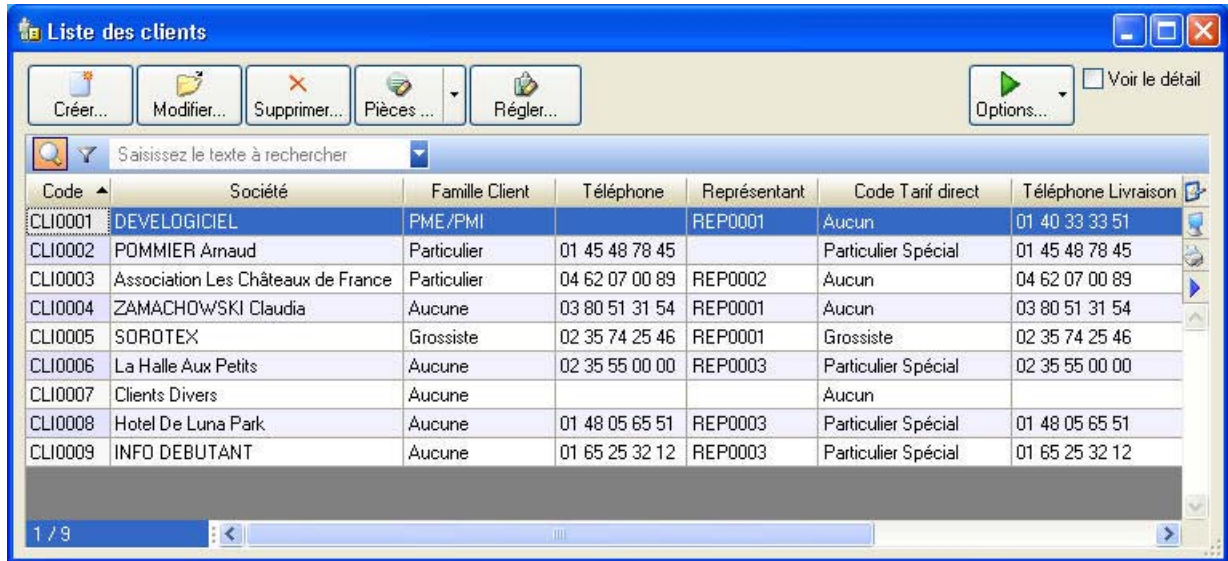 Liste des clients
Créer... Modifier... Supprimer... Pièces ... Régler... Options... Voir le détail
Saisissez le texte à rechercher
Code Société Famille Client Téléphone Représentant Code Tarif direct Téléphone Livraison
CLI0001 DEVELOGICIEL PME/PMI REP0001 Aucun 01 40 33 33 51
CLI0002 POMMIER Arnaud Particulier 01 45 48 78 45 Particulier Spécial 01 45 48 78 45
CLI0003 Association Les Châteaux de France Particulier 04 62 07 00 89 REP0002 Aucun 04 62 07 00 89
CLI0004 ZAMACHOWSKI Claudia Aucune 03 80 51 31 54 REP0001 Aucun 03 80 51 31 54
CLI0005 SOROTEX Grossiste 02 35 74 25 46 REP0001 Grossiste 02 35 74 25 46
CLI0006 La Halle Aux Petits Aucune 02 35 55 00 00 REP0003 Particulier Spécial 02 35 55 00 00
CLI0007 Clients Divers Aucune Aucun
CLI0008 Hotel De Luna Park Aucune 01 48 05 65 51 REP0003 Particulier Spécial 01 48 05 65 51
CLI0009 INFO DEBUTANT Aucune 01 65 25 32 12 REP0003 Particulier Spécial 01 65 25 32 12
1 / 9